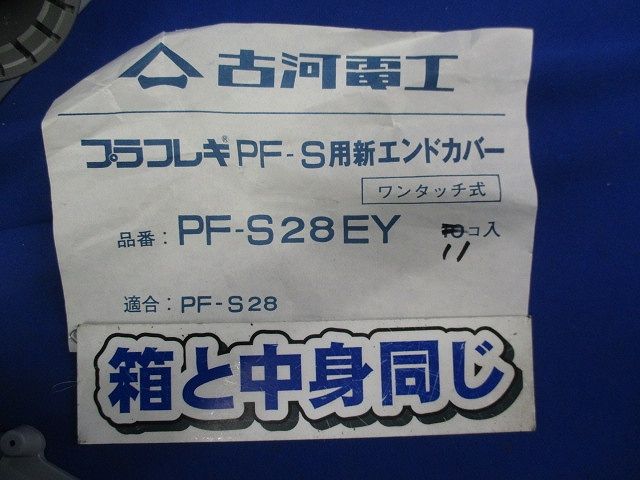 古河電工
プラフレキ® PF-S用新エンドカバー
ワンタッチ式
品番: PF-S28EY 11コ入
適合: PF-S28
箱と中身同じ